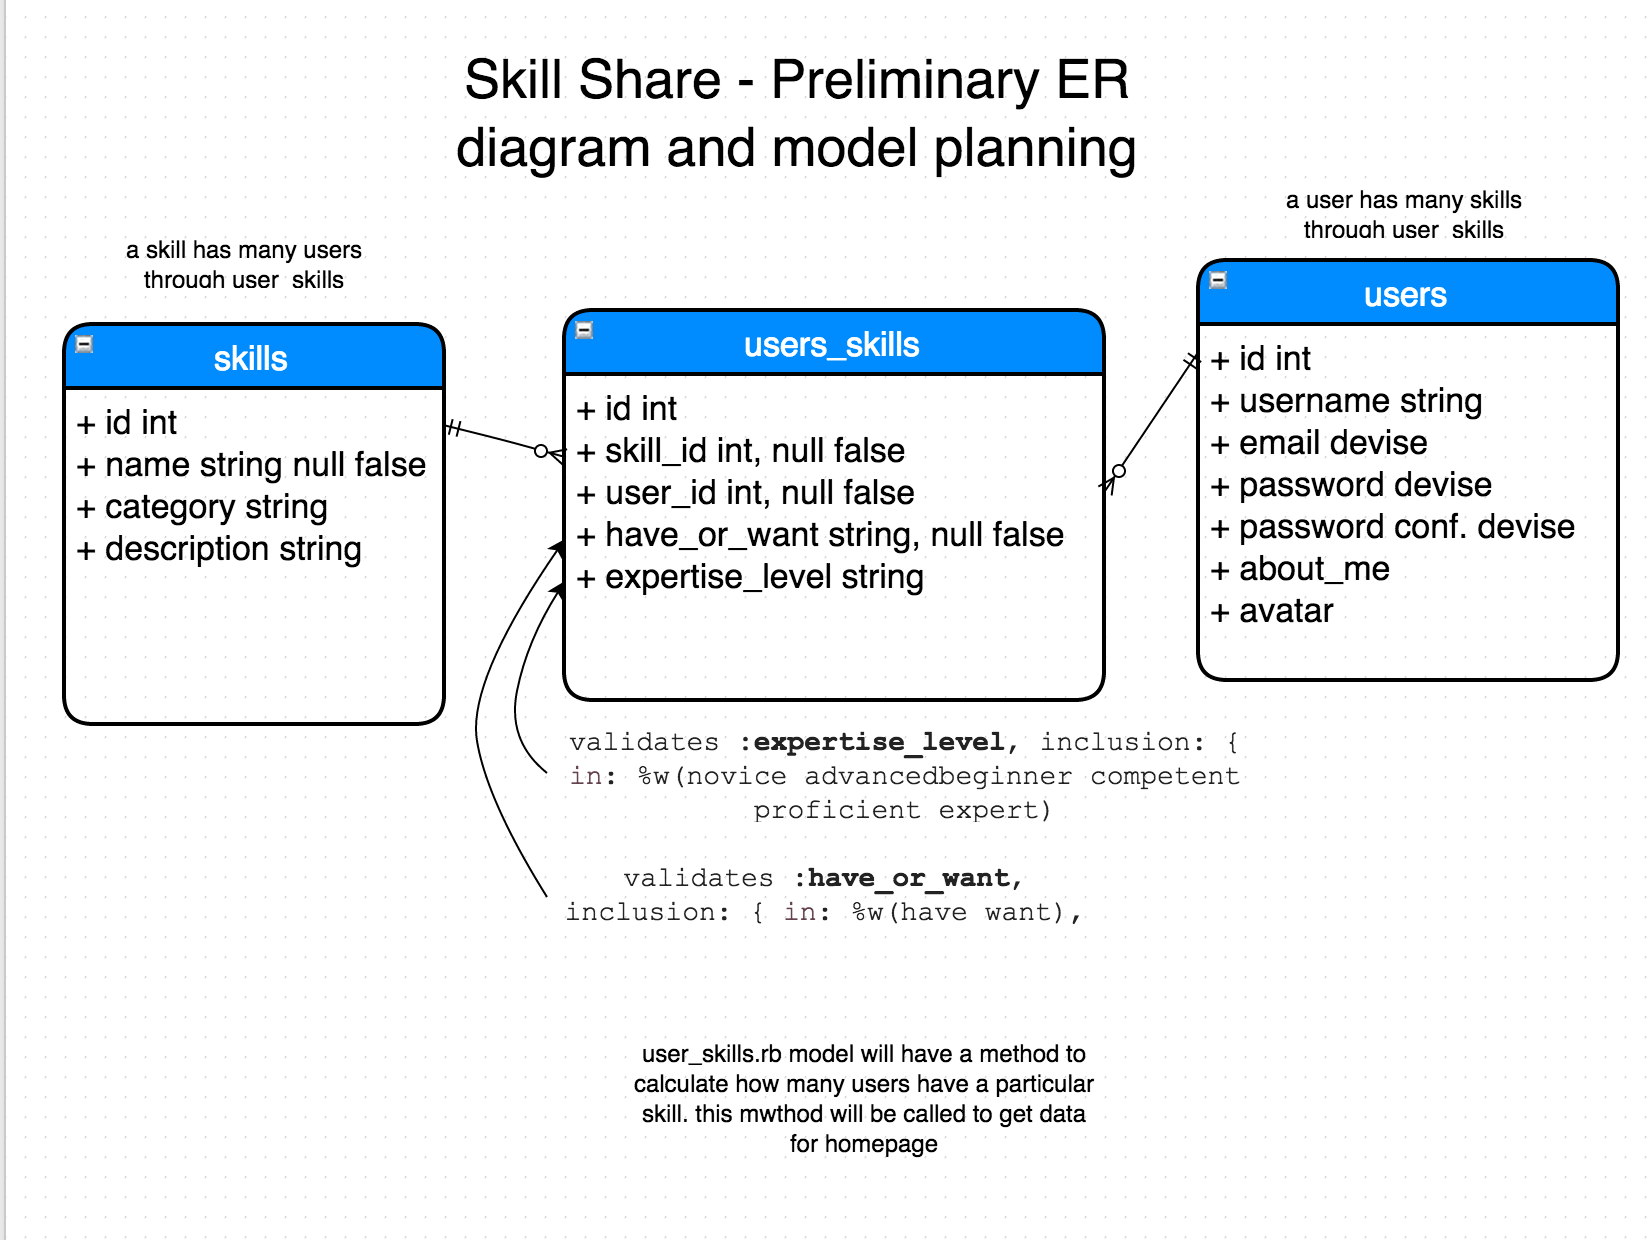 Skill Share - Preliminary ER
diagram and model planning
a skill has many users
through user_skills
a user has many skills
through user_skills
skills
+ id int
+ name string null false
+ category string
+ description string
users_skills
+ id int
+ skill_id int, null false
+ user_id int, null false
+ have_or_want string, null false
+ expertise_level string
users
+ id int
+ username string
+ email devise
+ password devise
+ password conf. devise
+ about_me
+ avatar
validates :expertise_level, inclusion: {
in: %w(novice advancedbeginner competent
proficient expert)
validates :have_or_want,
inclusion: { in: %w(have want),
user_skills.rb model will have a method to
calculate how many users have a particular
skill. this mwthod will be called to get data
for homepage